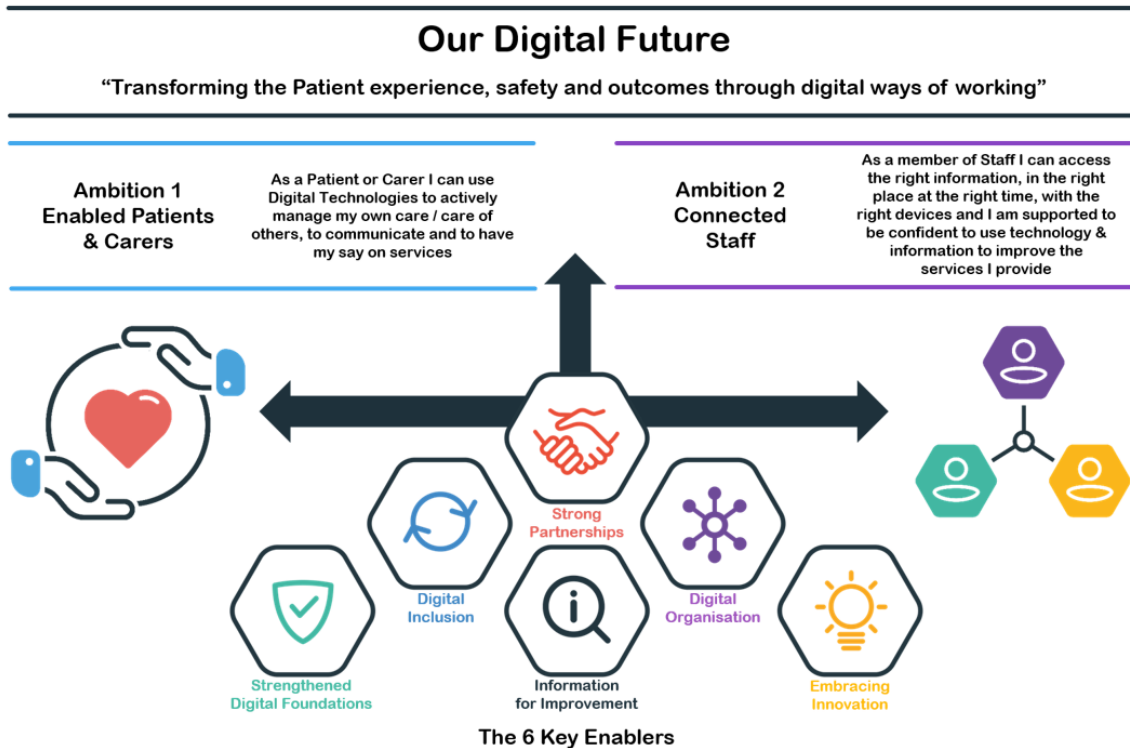 Our Digital Future
“Transforming the Patient experience, safety and outcomes through digital ways of working”
Ambition 1
Enabled Patients
& Carers
As a Patient or Carer I can use
Digital Technologies to actively
manage my own care / care of
others, to communicate and to have
my say on services
Ambition 2
Connected
Staff
As a member of Staff I can access
the right information, in the right
place at the right time, with the
right devices and I am supported to
be confident to use technology &
information to improve the
services I provide
Strong
Partnerships
Digital
Inclusion
Digital
Organisation
Strengthened
Digital Foundations
Information
for Improvement
Embracing
Innovation
The 6 Key Enablers